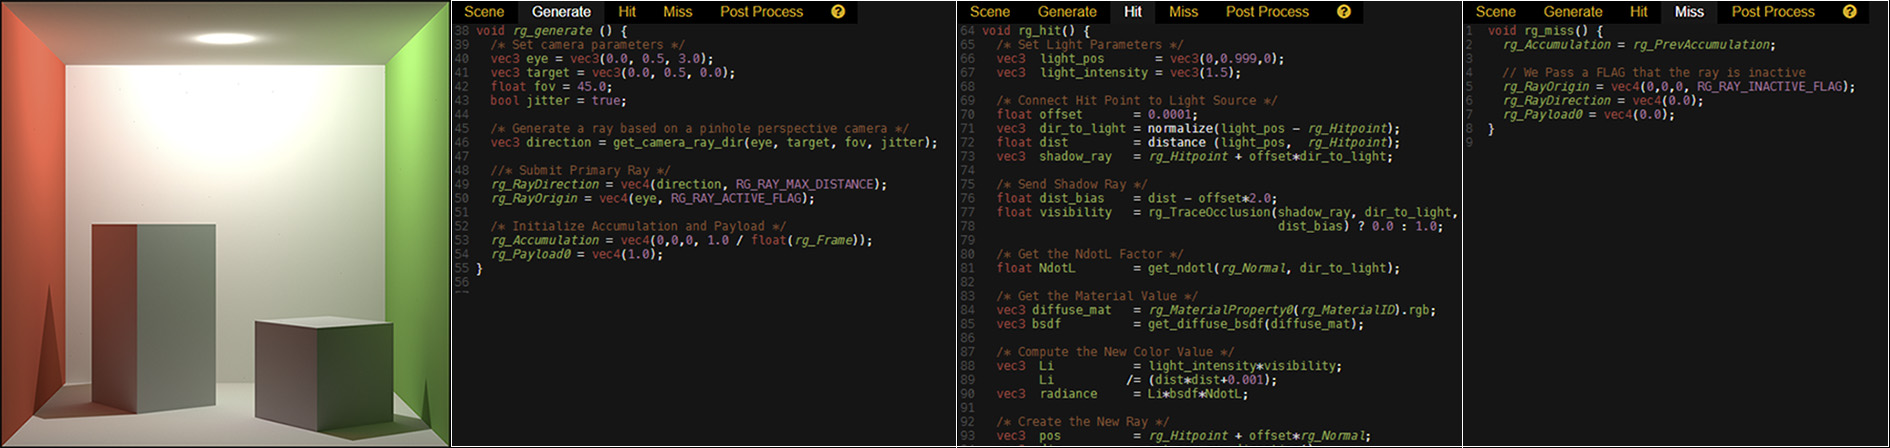 Scene Generate Hit Miss Post Process ?
38 void rg_generate () {
39 /* Set camera parameters */
40 vec3 eye = vec3(0.0, 0.5, 3.0);
41 vec3 target = vec3(0.0, 0.5, 0.0);
42 float fov = 45.0;
43 bool jitter = true;
44
45 /* Generate a ray based on a pinhole perspective camera */
46 vec3 direction = get_camera_ray_dir(eye, target, fov, jitter);
47
48 //* Submit Primary Ray */
49 rg_RayDirection = vec4(direction, RG_RAY_MAX_DISTANCE);
50 rg_RayOrigin = vec4(eye, RG_RAY_ACTIVE_FLAG);
51
52 /* Initialize Accumulation and Payload */
53 rg_Accumulation = vec4(0,0,0, 1.0 / float(rg_Frame));
54 rg_Payload0 = vec4(1.0);
55 }
56
Scene Generate Hit Miss Post Process ?
64 void rg_hit() {
65 /* Set Light Parameters */
66 vec3 light_pos = vec3(0,0.999,0);
67 vec3 light_intensity = vec3(1.5);
68
69 /* Connect Hit Point to Light Source */
70 float offset = 0.0001;
71 vec3 dir_to_light = normalize(light_pos - rg_Hitpoint);
72 float dist = distance (light_pos, rg_Hitpoint);
73 vec3 shadow_ray = rg_Hitpoint + offset*dir_to_light;
74
75 /* Send Shadow Ray */
76 float dist_bias = dist - offset*2.0;
77 float visibility = rg_TraceOcclusion(shadow_ray, dir_to_light,
78 dist_bias) ? 0.0 : 1.0;
79
80 /* Get the NdotL Factor */
81 float NdotL = get_ndotl(rg_Normal, dir_to_light);
82
83 /* Get the Material Value */
84 vec3 diffuse_mat = rg_MaterialProperty0(rg_MaterialID).rgb;
85 vec3 bsdf = get_diffuse_bsdf(diffuse_mat);
86
87 /* Compute the New Color Value */
88 vec3 Li = light_intensity*visibility;
89 Li /= (dist*dist+0.001);
90 vec3 radiance = Li*bsdf*NdotL;
91
92 /* Create the New Ray */
93 vec3 pos = rg_Hitpoint + offset*rg_Normal;
Scene Generate Hit Miss Post Process ?
1 void rg_miss() {
2 rg_Accumulation = rg_PrevAccumulation;
3
4 // We Pass a FLAG that the ray is inactive
5 rg_RayOrigin = vec4(0,0,0, RG_RAY_INACTIVE_FLAG);
6 rg_RayDirection = vec4(0.0);
7 rg_Payload0 = vec4(0.0);
8 }
9